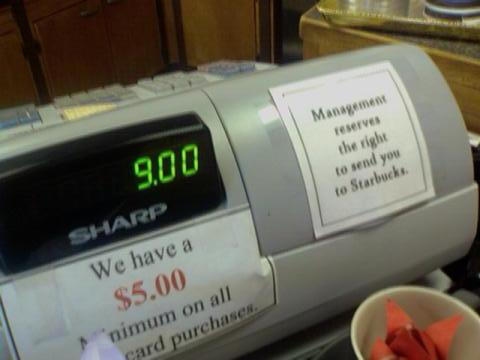 9.00
SHARP
We have a
$5.00
Minimum on all
card purchases.
Management
reserves
the right
to send you
to Starbucks.